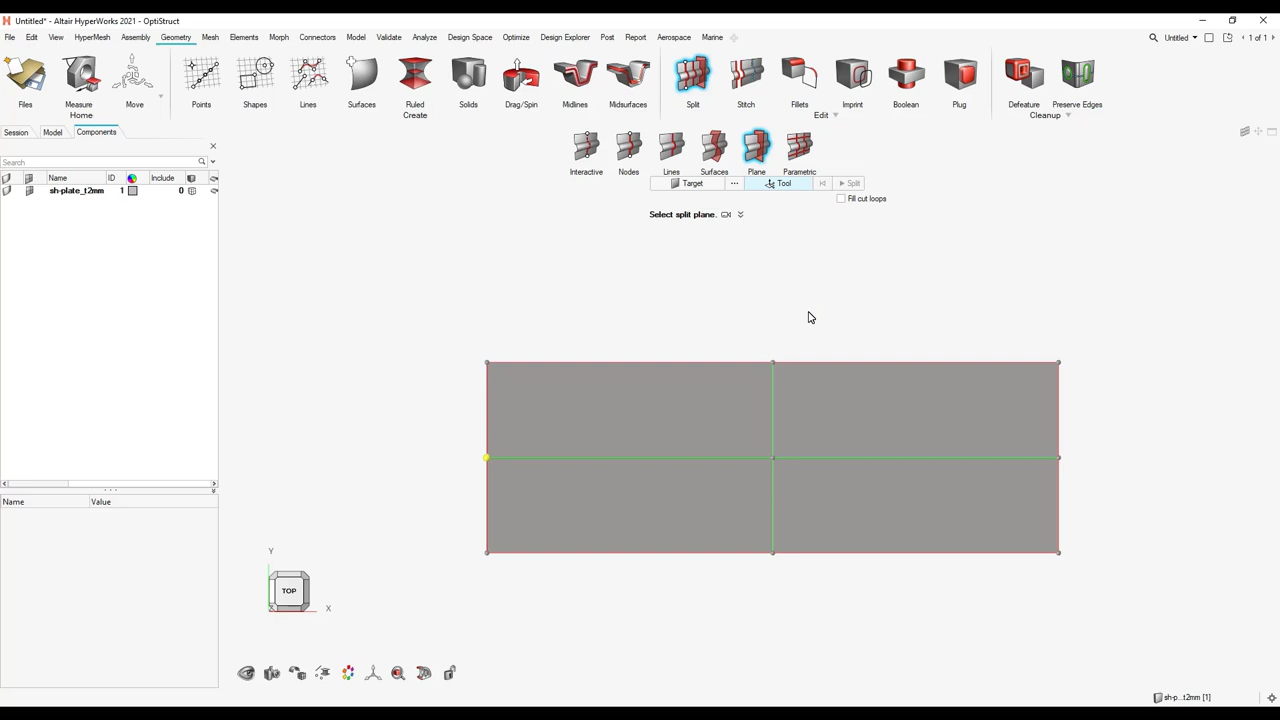 Untitled* - Altair HyperWorks 2021 - OptiStruct
File Edit View HyperMesh Assembly Geometry Mesh Elements Morph Connectors Model Validate Analyze Design Space Optimize Design Explorer Post Report Aerospace Marine Untitled 1 of 1
Files Measure Move Points Shapes Lines Surfaces Ruled Solids Drag/Spin Midlines Midsurfaces Split Stitch Fillets Imprint Boolean Plug Defeature Preserve Edges
Home Create Edit Cleanup
Session Model Components
Search
Interactive Nodes Lines Surfaces Plane Parametric
Name ID Include
Target ... Tool Split
sh-plate_t2mm 1 0
Fill cut loops
Select split plane.
Name Value
Y
TOP
X
sh-p...t2mm [1]